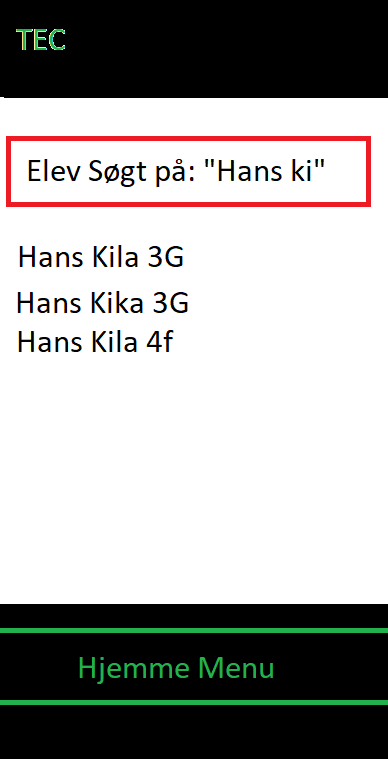 TEC
Elev Søgt på: "Hans ki"
Hans Kila 3G
Hans Kika 3G
Hans Kila 4f
Hjemme Menu